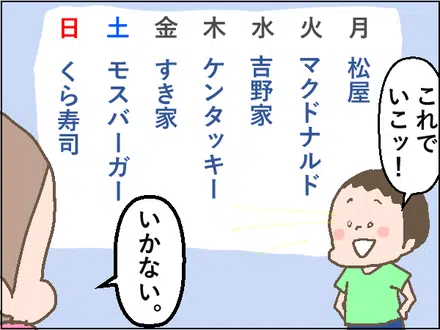 月 松屋
火 マクドナルド
水 吉野家
木 ケンタッキー
金 すき家
土 モスバーガー
日 くら寿司
これで
いこッ！
いかない。